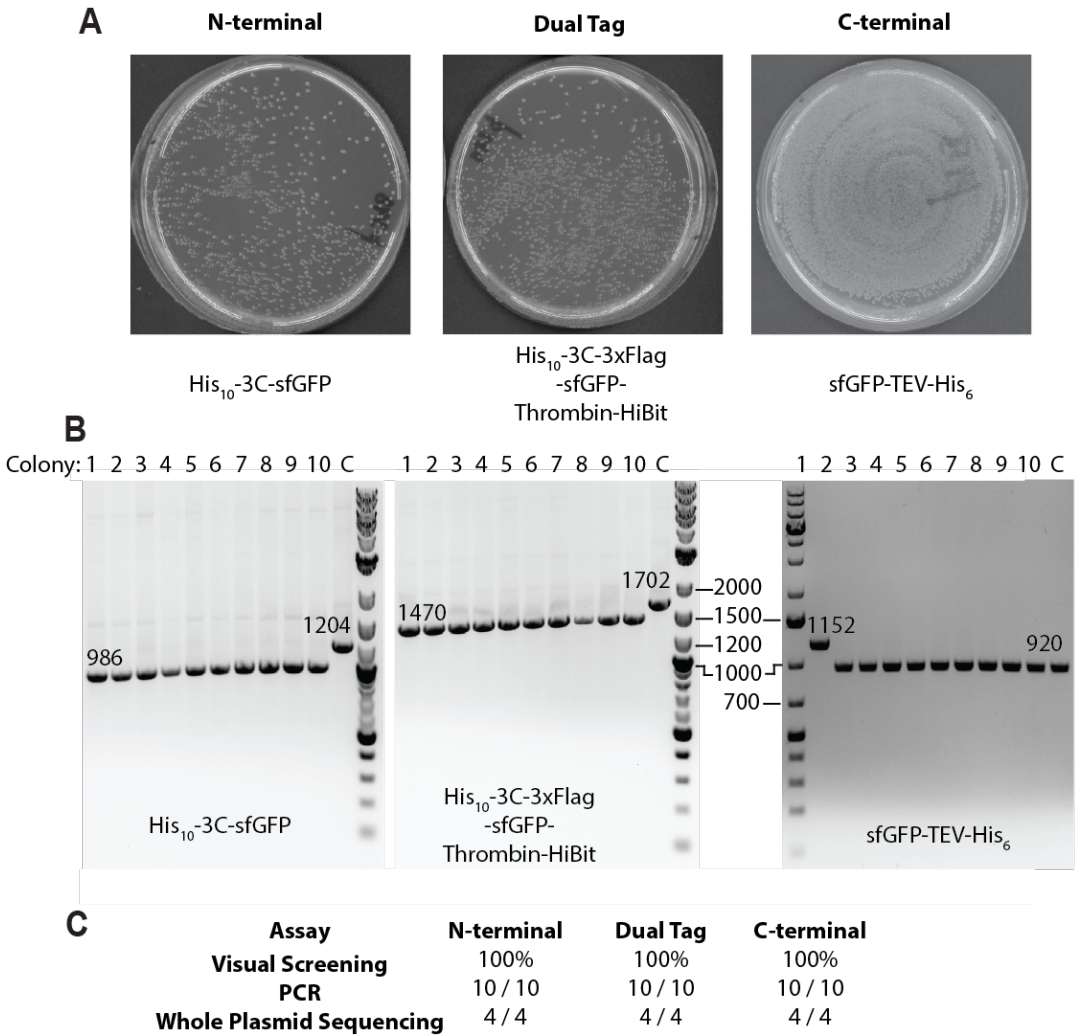 A
N-terminal
Dual Tag
C-terminal
His10-3C-sfGFP
His10-3C-3xFlag
-sfGFP-
Thrombin-HiBit
sfGFP-TEV-His6
B
Colony: 1 2 3 4 5 6 7 8 9 10 C
1 2 3 4 5 6 7 8 9 10 C
1 2 3 4 5 6 7 8 9 10 C
986
1204
1470
1702
2000
1500
1200
1000
700
1152
920
His10-3C-sfGFP
His10-3C-3xFlag
-sfGFP-
Thrombin-HiBit
sfGFP-TEV-His6
C
Assay N-terminal Dual Tag C-terminal
Visual Screening 100% 100% 100%
PCR 10 / 10 10 / 10 10 / 10
Whole Plasmid Sequencing 4 / 4 4 / 4 4 / 4